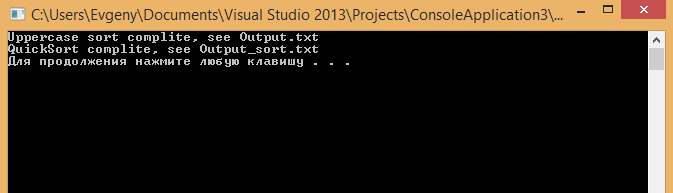 C:\Users\Evgeny\Documents\Visual Studio 2013\Projects\ConsoleApplication3\...
Uppercase sort complite, see Output.txt
QuickSort complite, see Output_sort.txt
Для продолжения нажмите любую клавишу . . .